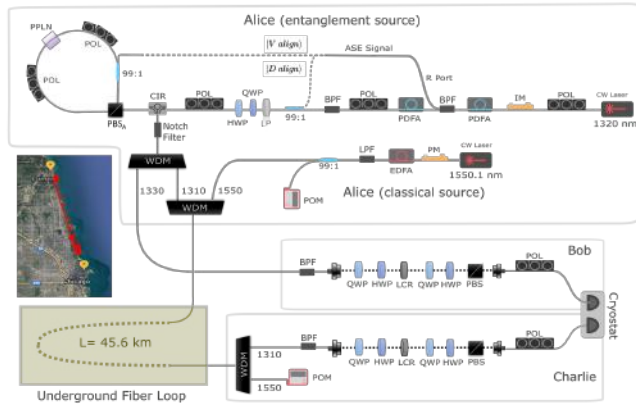 Alice (entanglement source)
PPLN
POL
|V align⟩
ASE Signal
|D align⟩
POL
99:1
R Port
CIR
POL
QWP
BPF
POL
BPF
IM
POL
CW Laser
PBSA
HWP
LP
99:1
PDFA
PDFA
1320 nm
Notch
Filter
WDM
LPF
PM
CW Laser
1330
1310
1550
99:1
EDFA
1550.1 nm
WDM
POM
Alice (classical source)
Bob
BPF
POL
QWP
HWP
LCR
QWP
HWP
PBS
Cryostat
L= 45.6 km
BPF
POL
1310
WDM
QWP
HWP
LCR
QWP
HWP
PBS
1550
POM
Charlie
Underground Fiber Loop